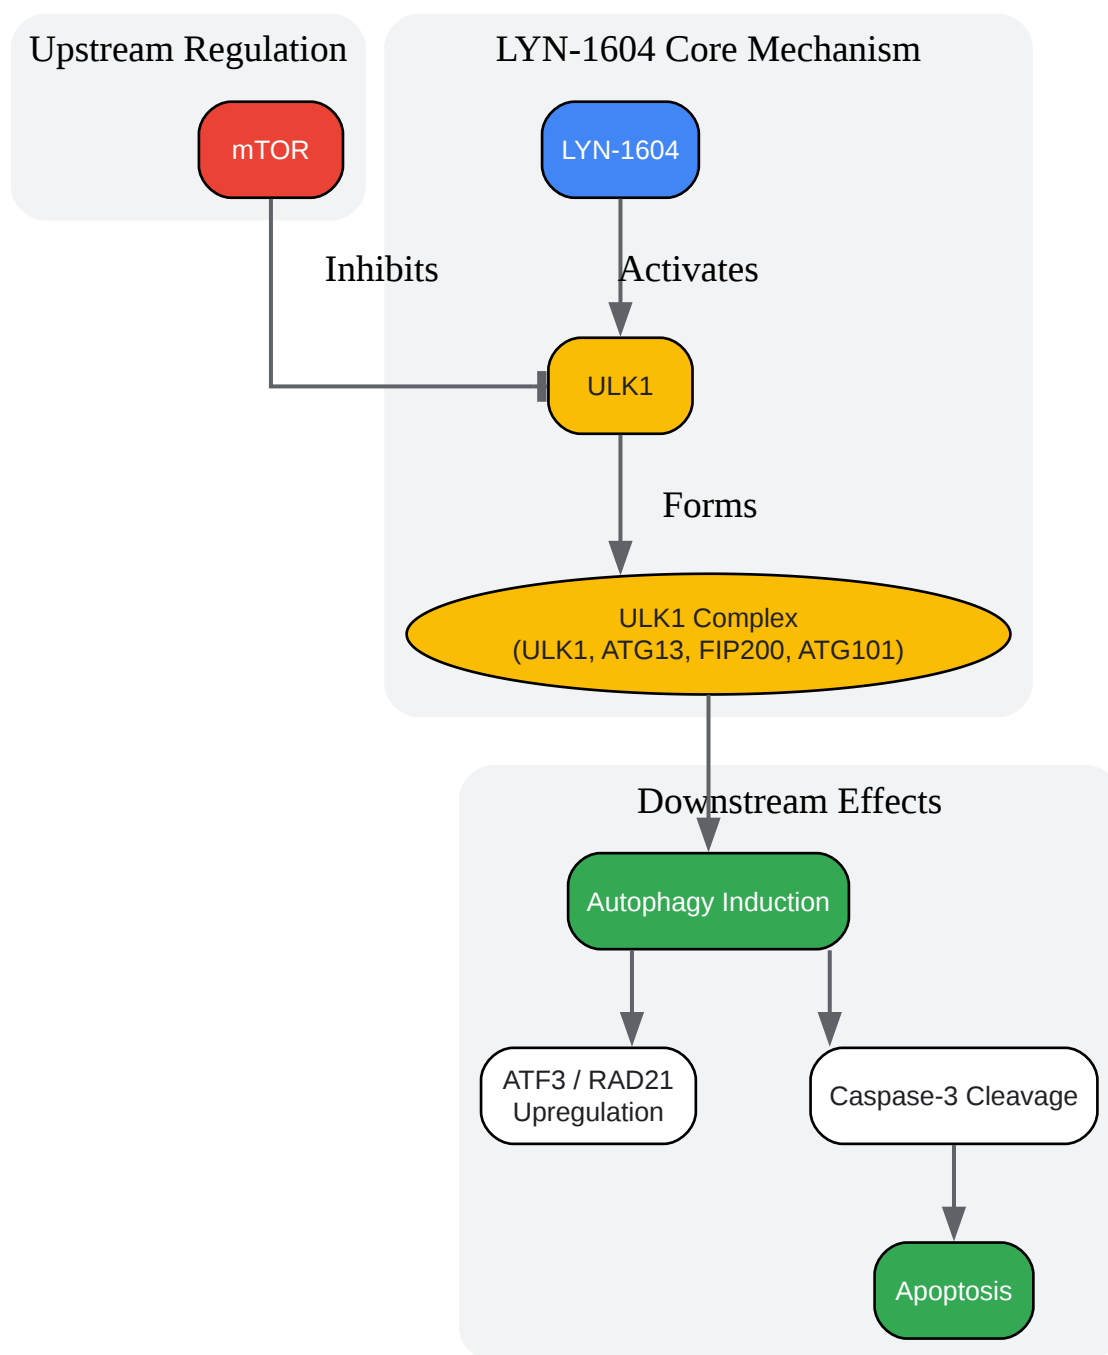 Upstream Regulation
LYN-1604 Core Mechanism
mTOR
LYN-1604
Inhibits
Activates
ULK1
Forms
ULK1 Complex
(ULK1, ATG13, FIP200, ATG101)
Downstream Effects
Autophagy Induction
ATF3 / RAD21
Upregulation
Caspase-3 Cleavage
Apoptosis